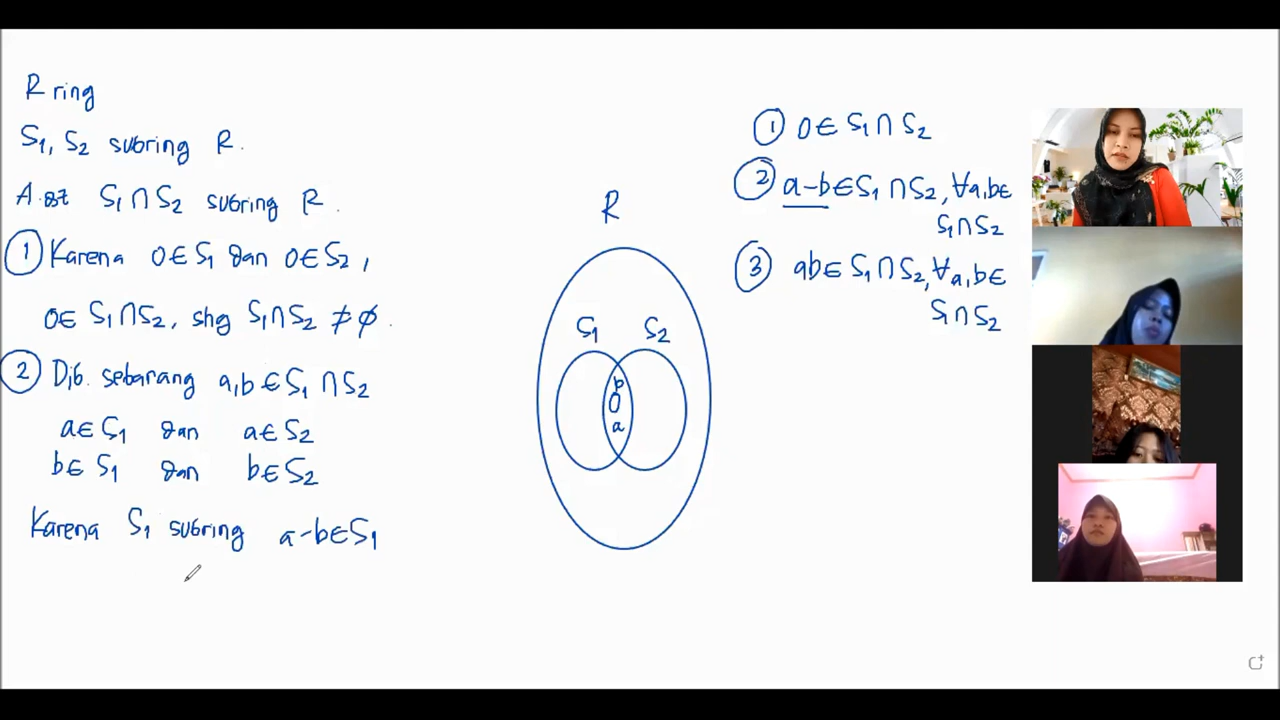 R ring
S₁, S₂ subring R.
A. at S₁ ∩ S₂ subring R.
① Karena 0 ∈ S₁ dan 0 ∈ S₂,
0 ∈ S₁ ∩ S₂, shg S₁ ∩ S₂ ≠ ϕ.
② Dib. sebarang a, b ∈ S₁ ∩ S₂
a ∈ S₁ dan a ∈ S₂
b ∈ S₁ dan b ∈ S₂
Karena S₁ subring a-b ∈ S₁
R
S₁ S₂
b
0
a
① 0 ∈ S₁ ∩ S₂
② a-b ∈ S₁ ∩ S₂, ∀a, b ∈
S₁ ∩ S₂
③ ab ∈ S₁ ∩ S₂, ∀a, b ∈
S₁ ∩ S₂